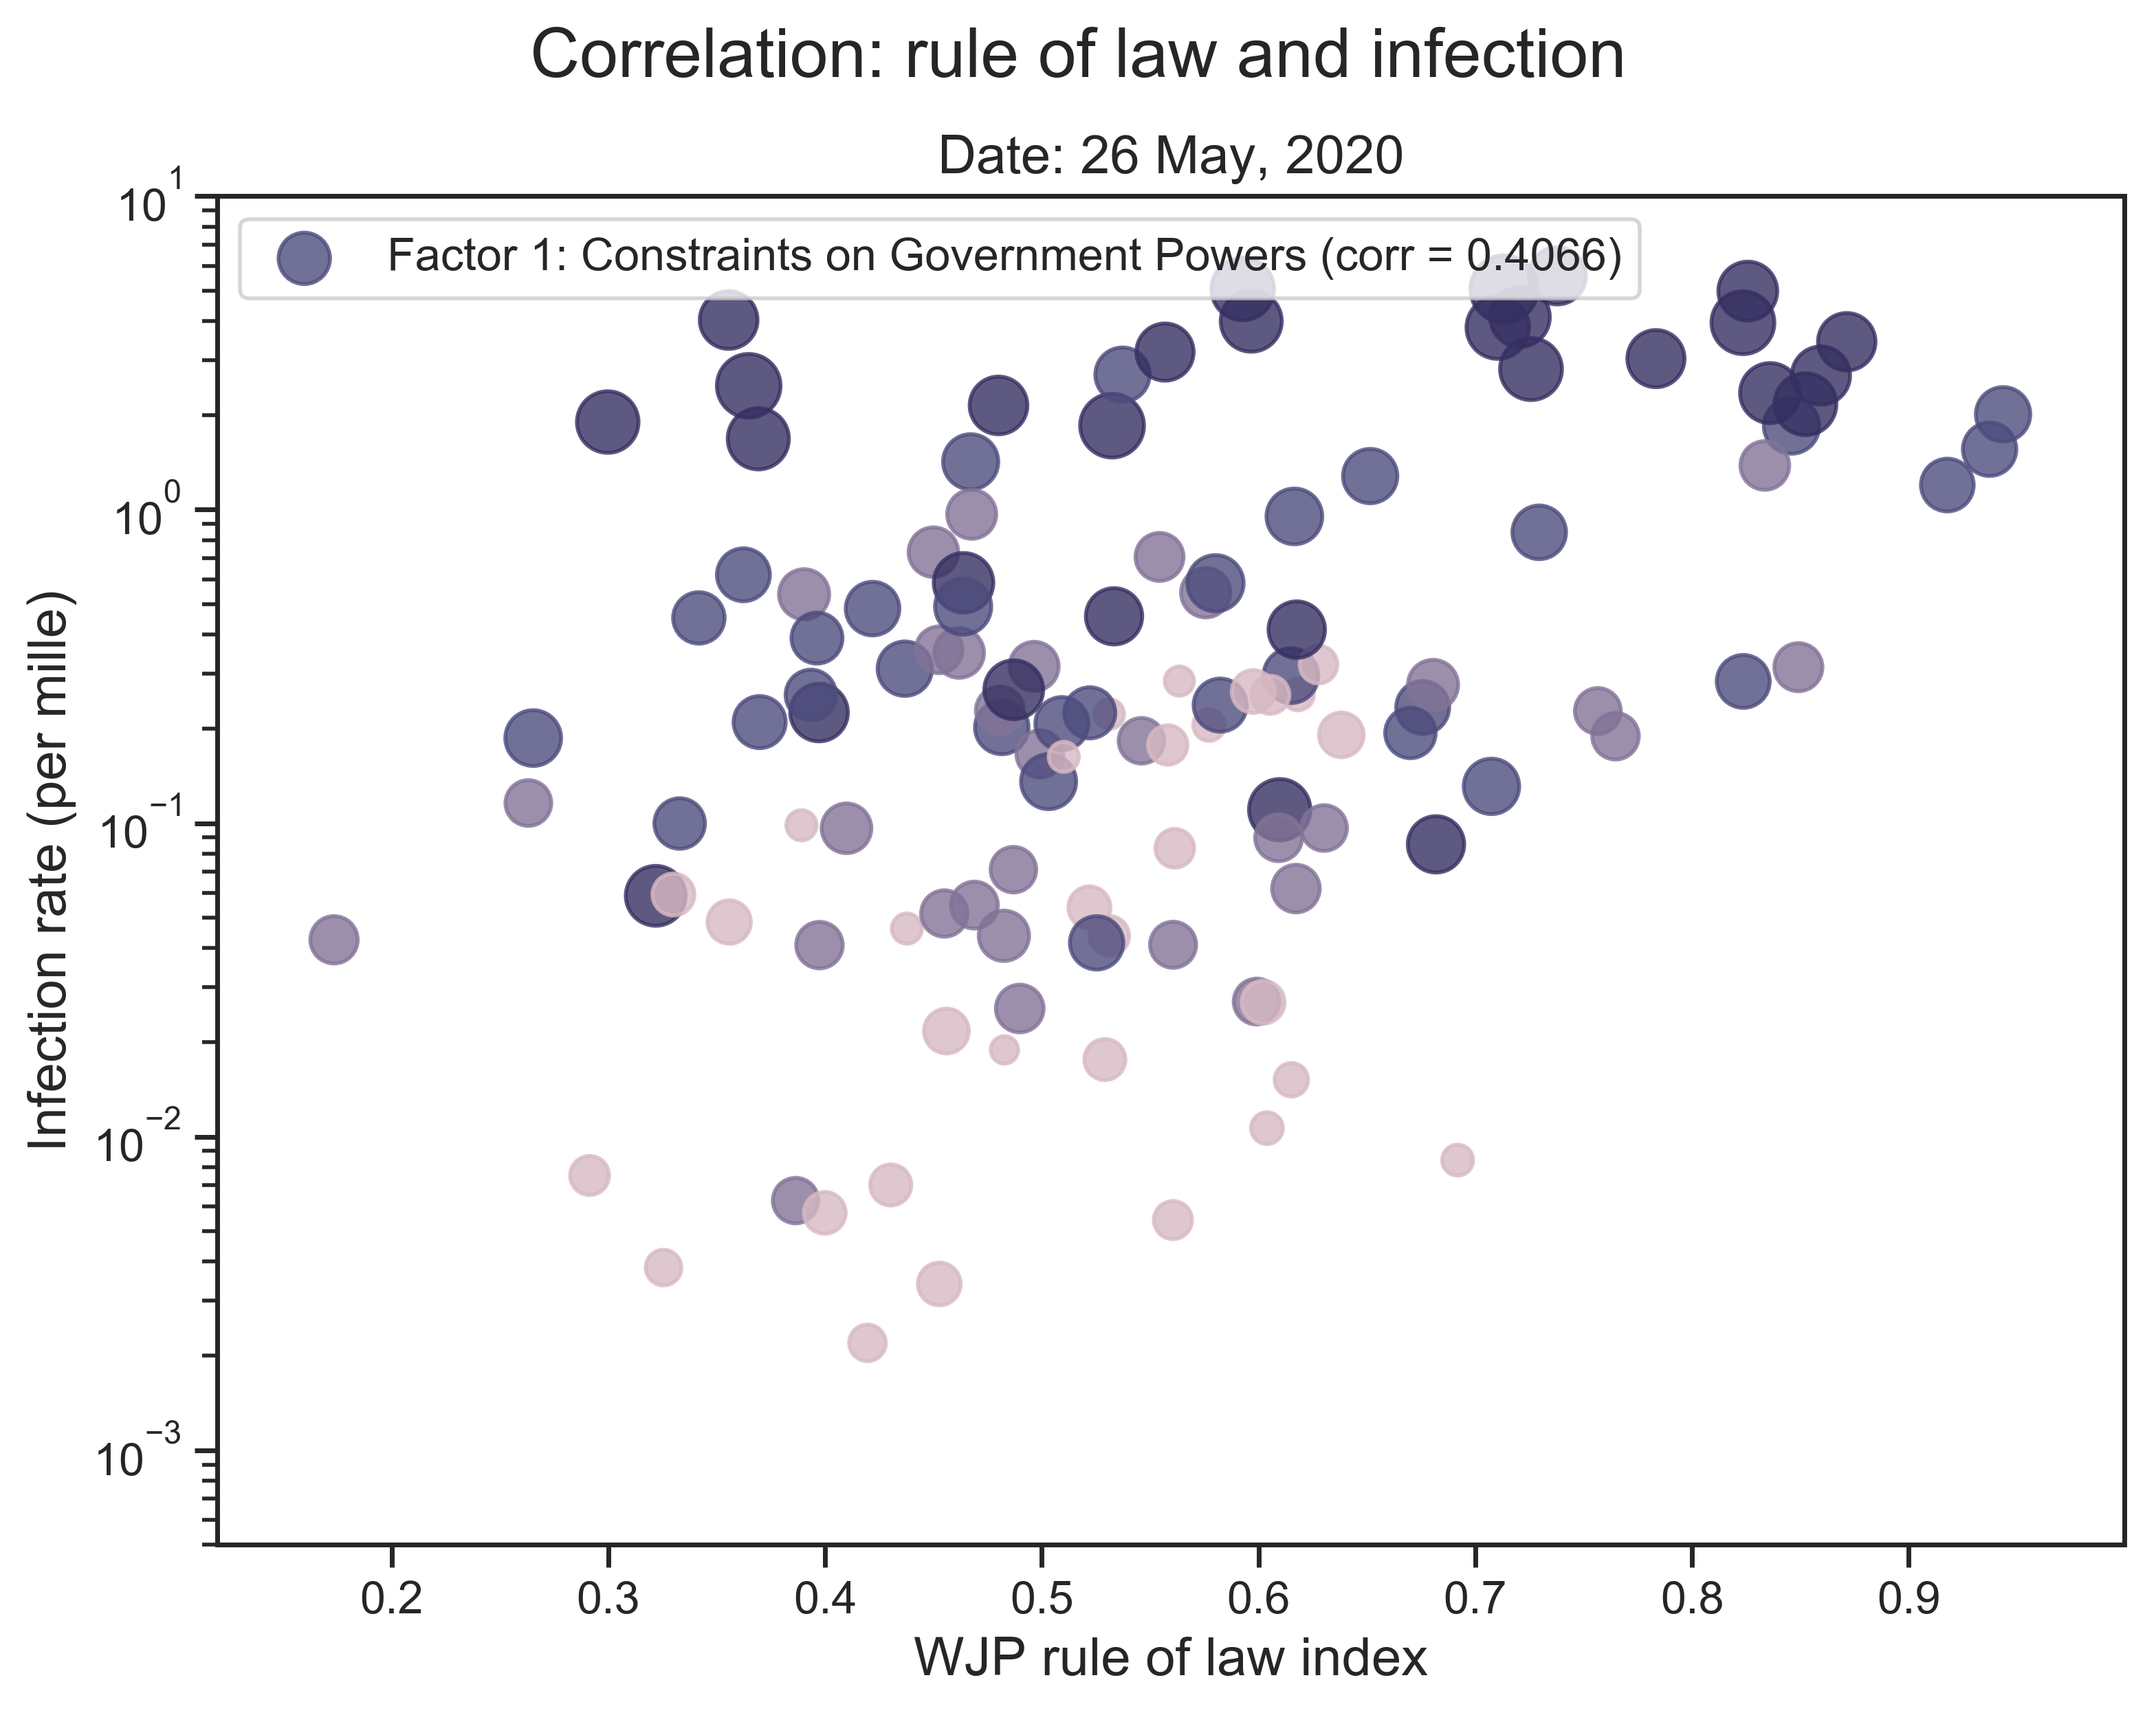 Correlation: rule of law and infection
Date: 26 May, 2020
Factor 1: Constraints on Government Powers (corr = 0.4066)
Infection rate (per mille)
10^1
10^0
10^−1
10^−2
10^−3
0.2 0.3 0.4 0.5 0.6 0.7 0.8 0.9
WJP rule of law index